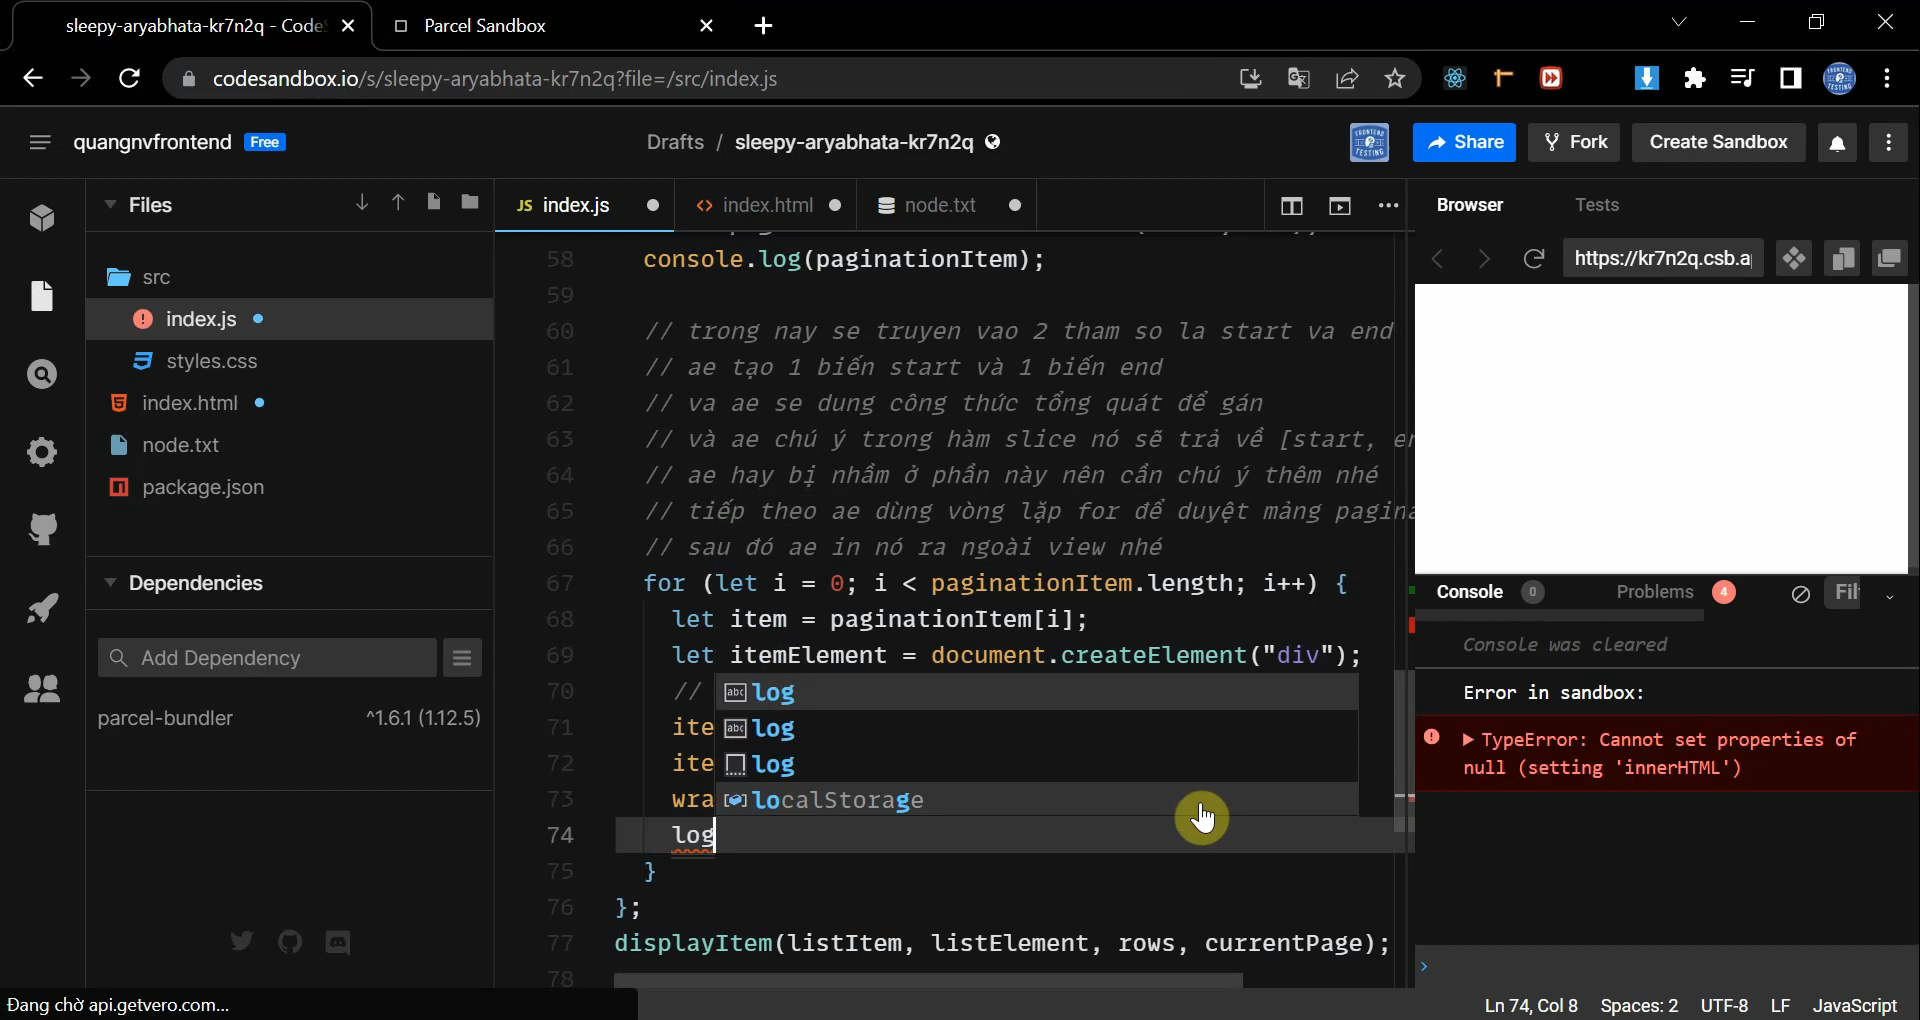 sleepy-aryabhata-kr7n2q - Code
Parcel Sandbox
codesandbox.io/s/sleepy-aryabhata-kr7n2q?file=/src/index.js
quangnvfrontend Free
Drafts / sleepy-aryabhata-kr7n2q
FRONTEND ? TESTING
Share
Fork
Create Sandbox
Files
src
index.js
styles.css
index.html
node.txt
package.json
Dependencies
Add Dependency
parcel-bundler ^1.6.1 (1.12.5)
JS index.js
<> index.html
node.txt
58 console.log(paginationItem);
59
60 // trong nay se truyen vao 2 tham so la start va end
61 // ae tạo 1 biến start và 1 biến end
62 // va ae se dung công thức tổng quát để gán
63 // và ae chú ý trong hàm slice nó sẽ trả về [start, en
64 // ae hay bị nhầm ở phần này nên cần chú ý thêm nhé
65 // tiếp theo ae dùng vòng lặp for để duyệt mảng pagina
66 // sau đó ae in nó ra ngoài view nhé
67 for (let i = 0; i < paginationItem.length; i++) {
68 let item = paginationItem[i];
69 let itemElement = document.createElement("div");
70 // abc log
71 ite abc log
72 ite log
73 wra localStorage
74 log
75 }
76 };
77 displayItem(listItem, listElement, rows, currentPage);
78
Browser Tests
https://kr7n2q.csb.a
Console 0 Problems 4 Fil
Console was cleared
Error in sandbox:
TypeError: Cannot set properties of
null (setting 'innerHTML')
Đang chờ api.getvero.com...
Ln 74, Col 8 Spaces: 2 UTF-8 LF JavaScript